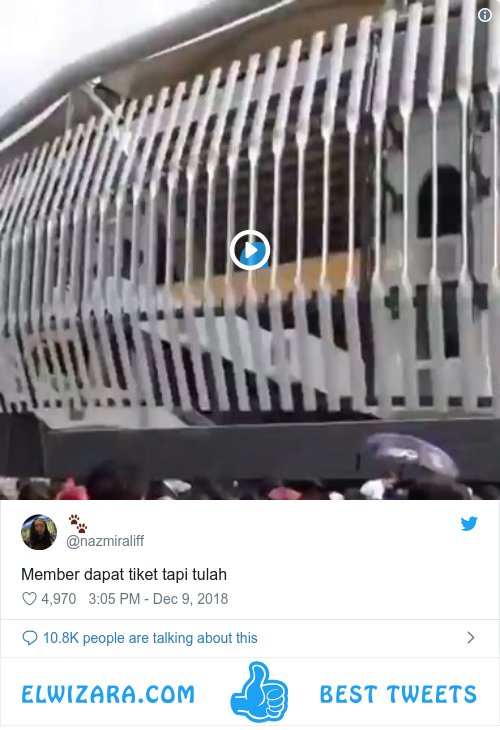 @nazmiraliff
Member dapat tiket tapi tulah
4,970 3:05 PM - Dec 9, 2018
10.8K people are talking about this
ELWIZARA.COM BEST TWEETS